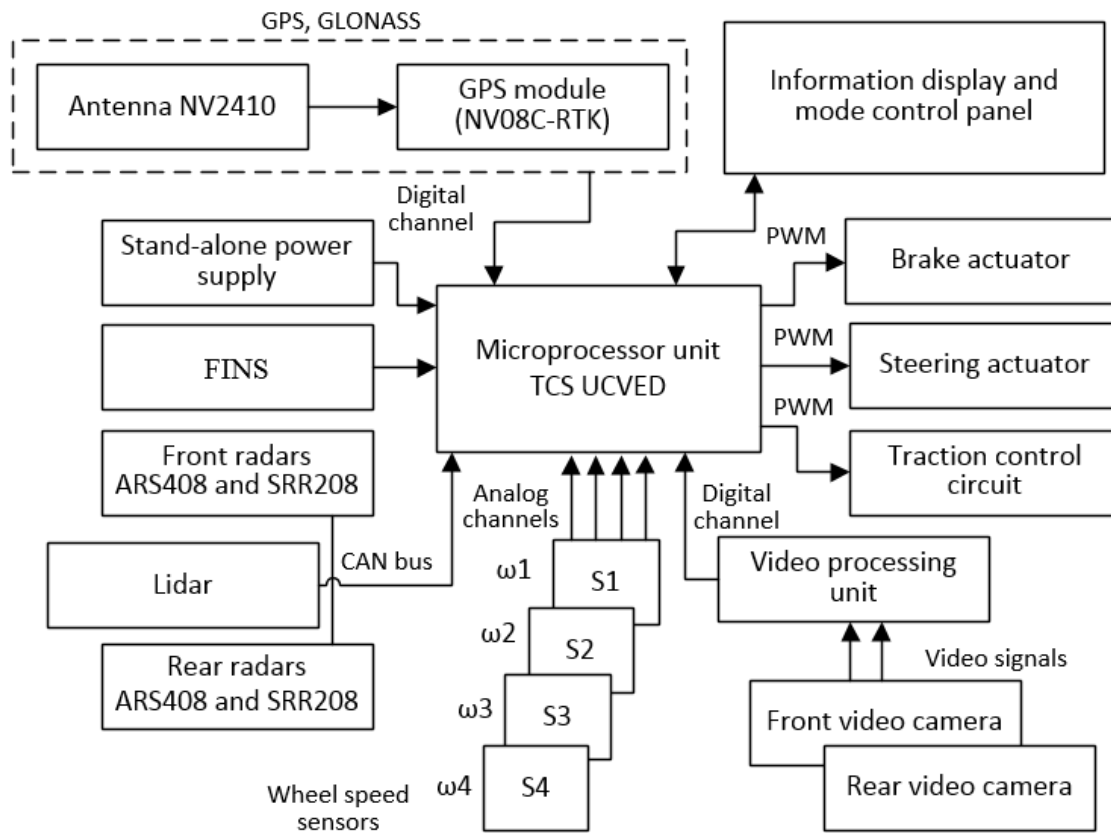 GPS, GLONASS
Antenna NV2410
GPS module
(NV08C-RTK)
Information display and
mode control panel
Digital
channel
Stand-alone power
supply
PWM
Brake actuator
FINS
Microprocessor unit
TCS UCVED
PWM
Steering actuator
PWM
Front radars
ARS408 and SRR208
Traction control
circuit
Analog
channels
Digital
channel
Lidar
CAN bus
ω1
S1
Video processing
unit
ω2
S2
Rear radars
ARS408 and SRR208
Video signals
ω3
S3
Front video camera
ω4
S4
Rear video camera
Wheel speed
sensors